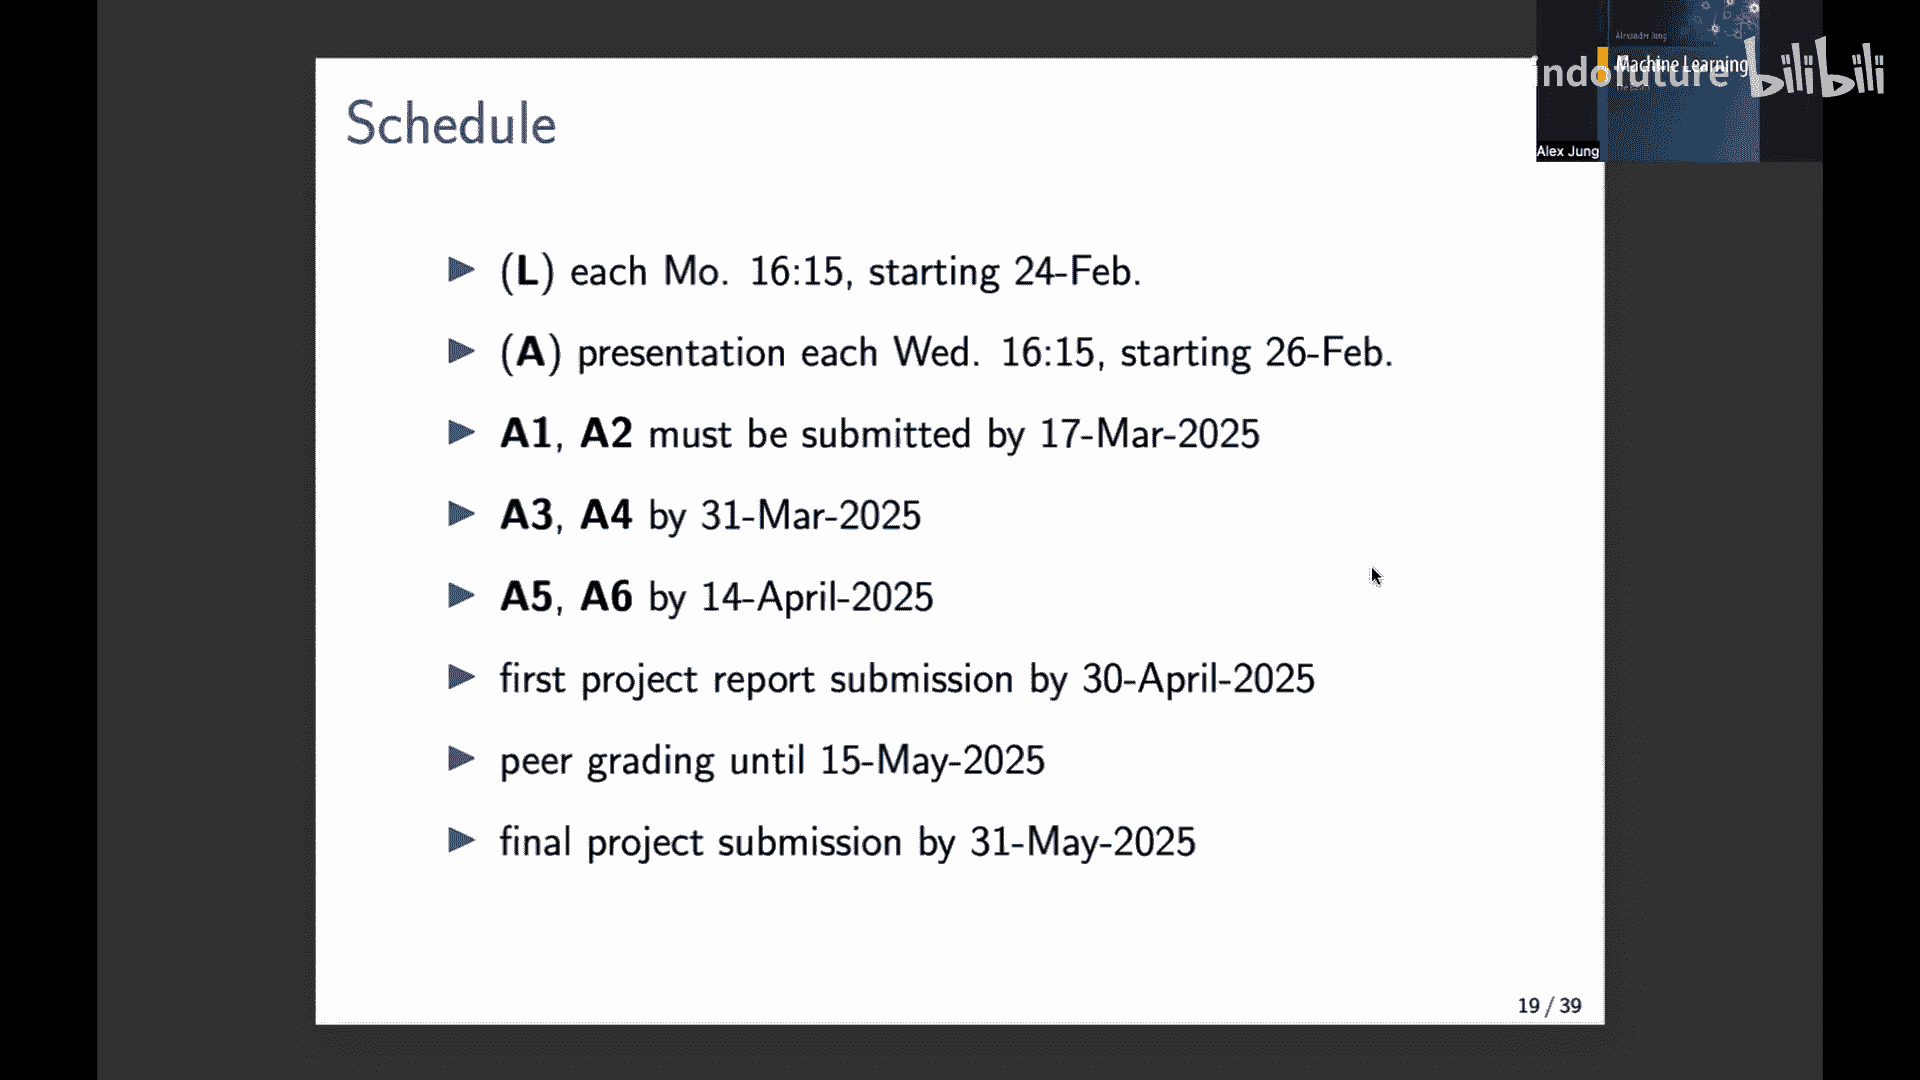 Alexander Jung
Machine Learning
indofuture bilibili
Alex Jung
Schedule
(L) each Mo. 16:15, starting 24-Feb.
(A) presentation each Wed. 16:15, starting 26-Feb.
A1, A2 must be submitted by 17-Mar-2025
A3, A4 by 31-Mar-2025
A5, A6 by 14-April-2025
first project report submission by 30-April-2025
peer grading until 15-May-2025
final project submission by 31-May-2025
19 / 39